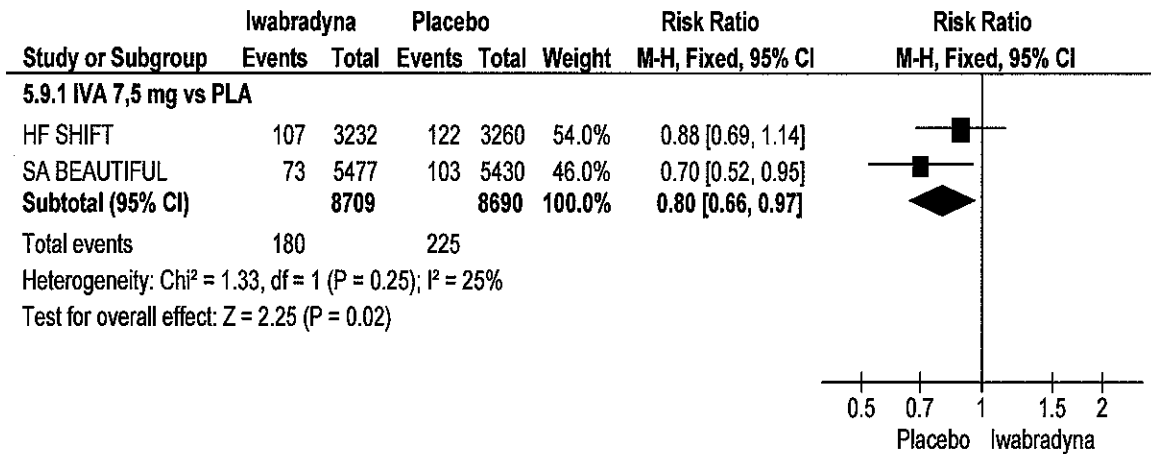 Iwabradyna Placebo Risk Ratio Risk Ratio
Study or Subgroup Events Total Events Total Weight M-H, Fixed, 95% CI M-H, Fixed, 95% CI
5.9.1 IVA 7,5 mg vs PLA
HF SHIFT 107 3232 122 3260 54.0% 0.88 [0.69, 1.14]
SA BEAUTIFUL 73 5477 103 5430 46.0% 0.70 [0.52, 0.95]
Subtotal (95% CI) 8709 8690 100.0% 0.80 [0.66, 0.97]
Total events 180 225
Heterogeneity: Chi² = 1.33, df = 1 (P = 0.25); I² = 25%
Test for overall effect: Z = 2.25 (P = 0.02)
0.5 0.7 1 1.5 2
Placebo Iwabradyna